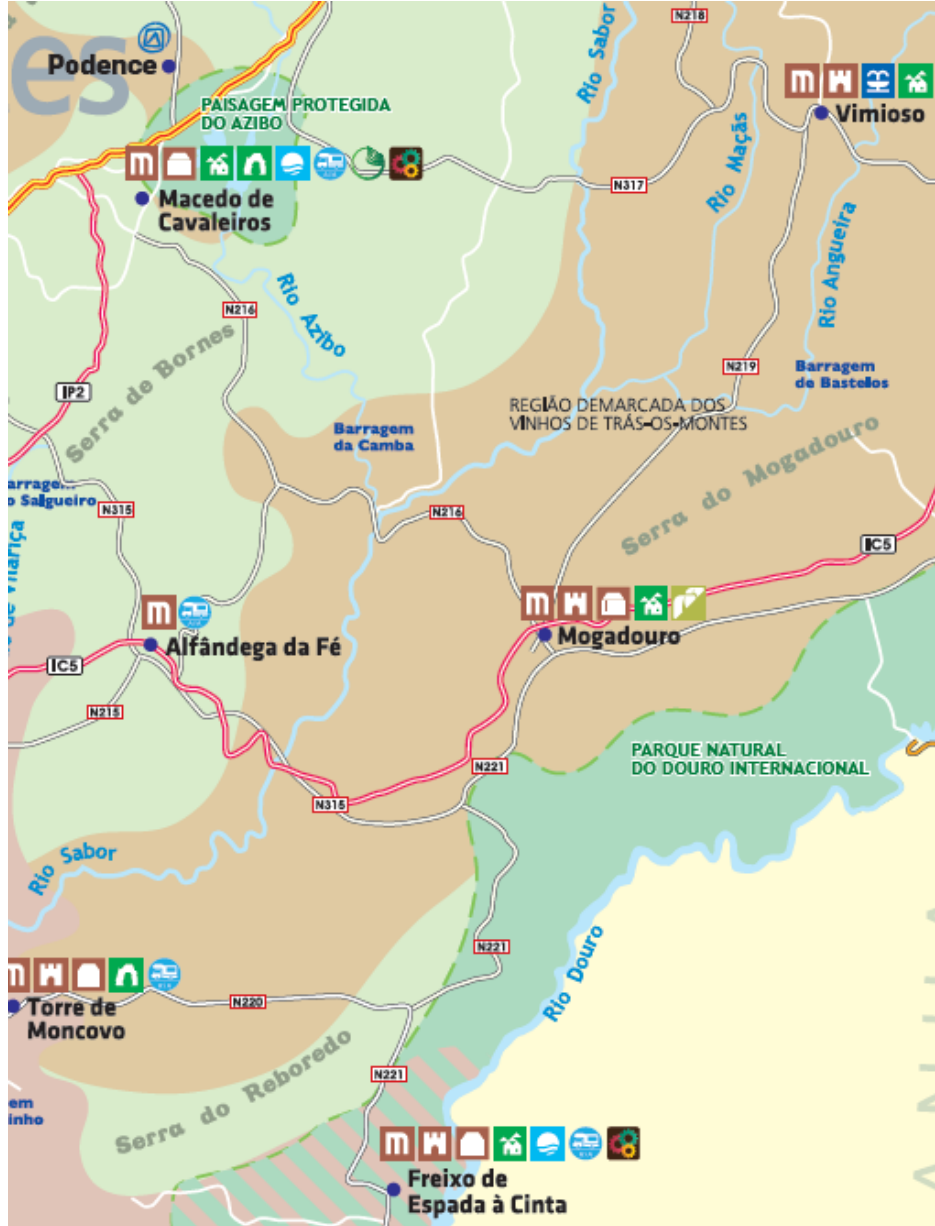 es
Podence
N218
Rio Sabor
Vimioso
PAISAGEM PROTEGIDA
DO AZIBO
Rio Maçãs
N317
Macedo de
Cavaleiros
Rio Angueira
Rio Azibo
N216
Serra de Bornes
N219
Barragem
de Bastelos
IP2
REGIÃO DEMARCADA DOS
VINHOS DE TRÁS-OS-MONTES
Barragem
da Camba
Serra do Mogadouro
Salgueiro
N315
N216
IC5
Mogadouro
Alfândega da Fé
IC5
N215
PARQUE NATURAL
DO DOURO INTERNACIONAL
N221
N315
Rio Sabor
N221
Rio Douro
N220
Torre de
Moncovo
Serra do Reboredo
N221
Freixo de
Espada à Cinta